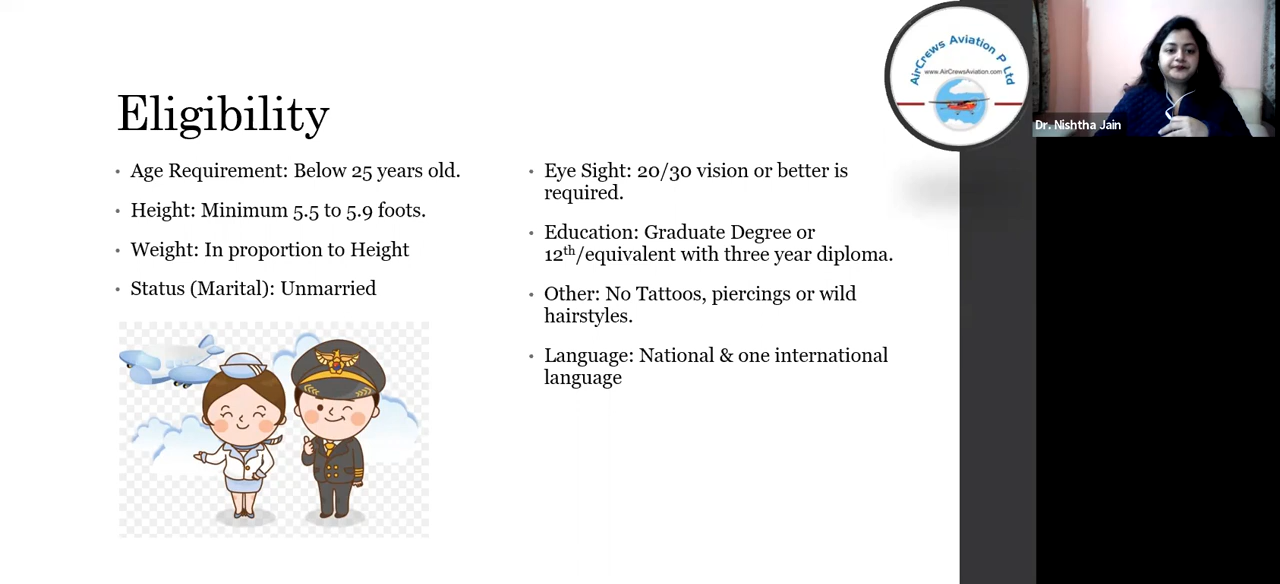 Eligibility
• Age Requirement: Below 25 years old.
• Height: Minimum 5.5 to 5.9 foots.
• Weight: In proportion to Height
• Status (Marital): Unmarried
• Eye Sight: 20/30 vision or better is
required.
• Education: Graduate Degree or
12th/equivalent with three year diploma.
• Other: No Tattoos, piercings or wild
hairstyles.
• Language: National & one international
language
AirCrews Aviation P Ltd
www.AirCrewsAviation.com
Dr. Nishtha Jain